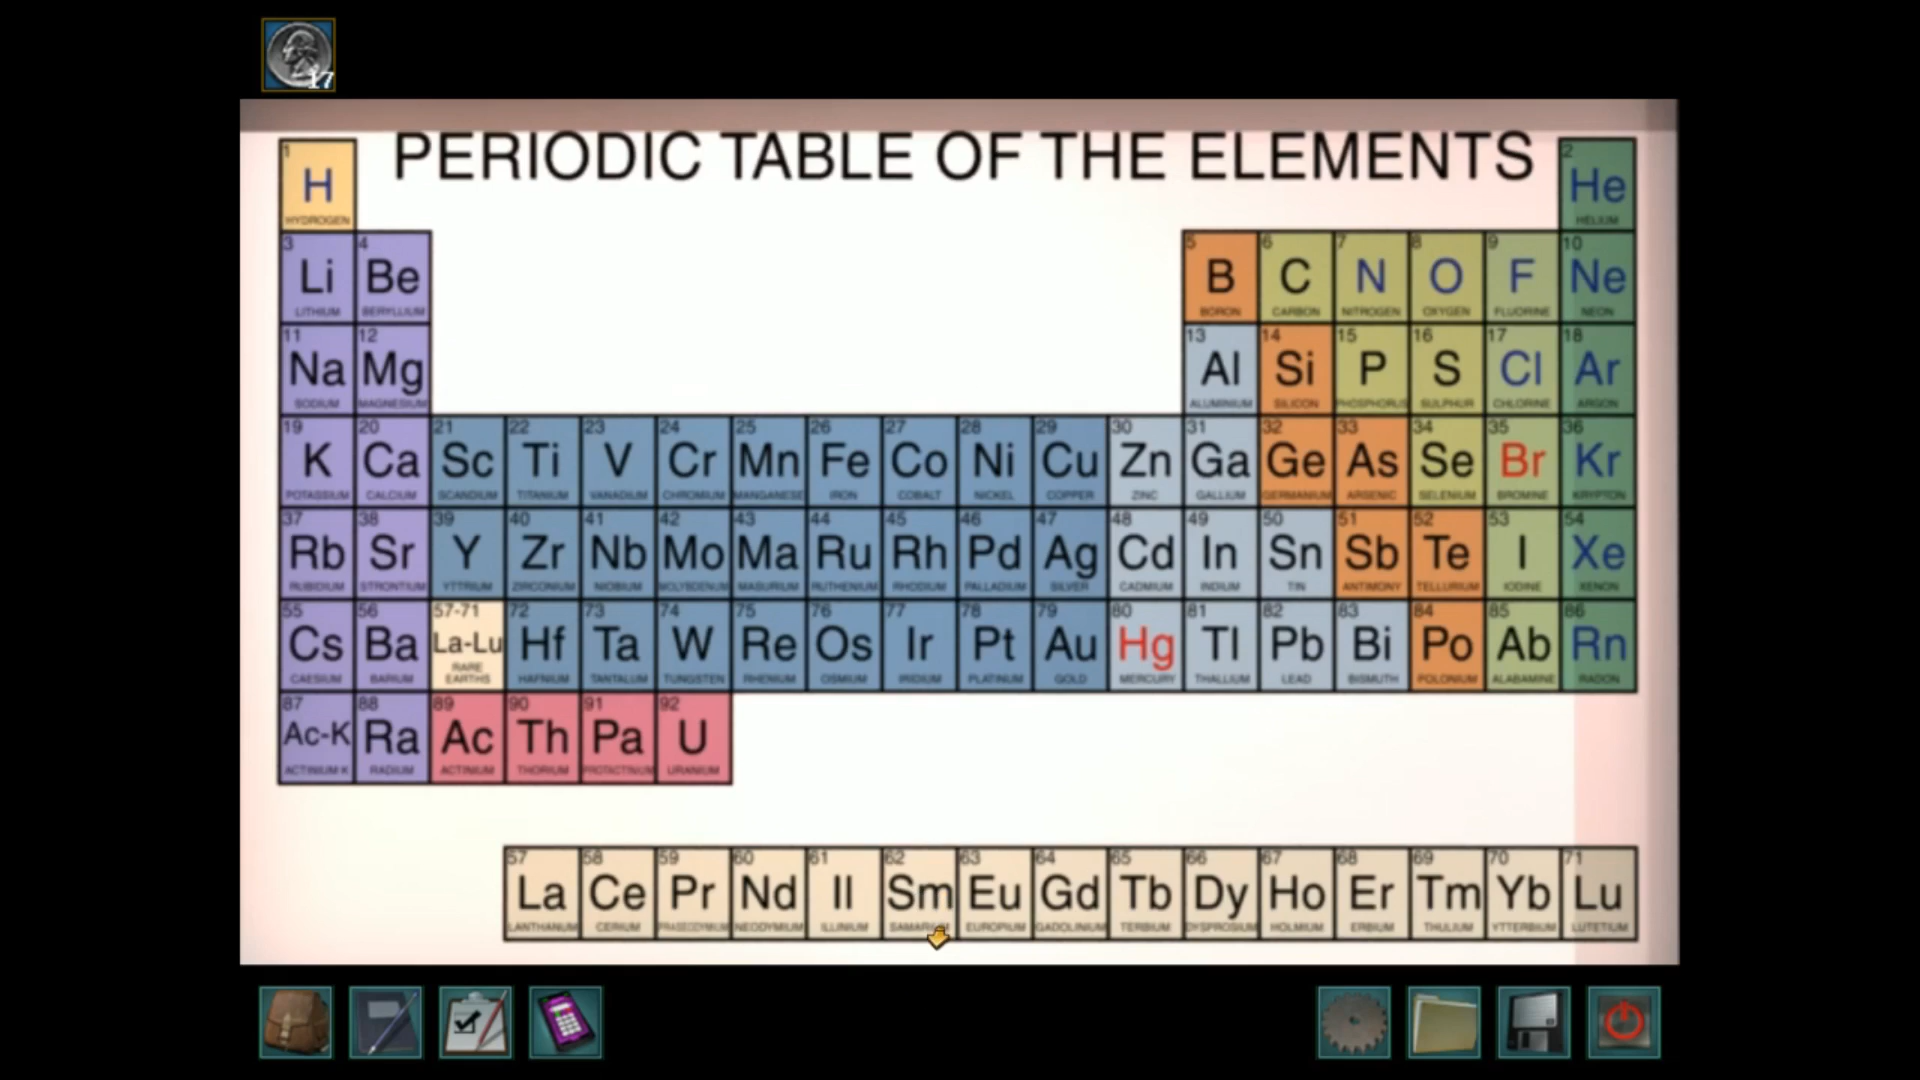 17
PERIODIC TABLE OF THE ELEMENTS
1 2
H He
HYDROGEN HELIUM
3 4 5 6 7 8 9 10
Li Be B C N O F Ne
LITHIUM BERYLLIUM BORON CARBON NITROGEN OXYGEN FLUORINE NEON
11 12 13 14 15 16 17 18
Na Mg Al Si P S Cl Ar
SODIUM MAGNESIUM ALUMINIUM SILICON PHOSPHORUS SULPHUR CHLORINE ARGON
19 20 21 22 23 24 25 26 27 28 29 30 31 32 33 34 35 36
K Ca Sc Ti V Cr Mn Fe Co Ni Cu Zn Ga Ge As Se Br Kr
POTASSIUM CALCIUM SCANDIUM TITANIUM VANADIUM CHROMIUM MANGANESE IRON COBALT NICKEL COPPER ZINC GALLIUM GERMANIUM ARSENIC SELENIUM BROMINE KRYPTON
37 38 39 40 41 42 43 44 45 46 47 48 49 50 51 52 53 54
Rb Sr Y Zr Nb Mo Ma Ru Rh Pd Ag Cd In Sn Sb Te I Xe
RUBIDIUM STRONTIUM YTTRIUM ZIRCONIUM NIOBIUM MOLYBDENUM MASURIUM RUTHENIUM RHODIUM PALLADIUM SILVER CADMIUM INDIUM TIN ANTIMONY TELLURIUM IODINE XENON
55 56 57-71 72 73 74 75 76 77 78 79 80 81 82 83 84 85 86
Cs Ba La-Lu Hf Ta W Re Os Ir Pt Au Hg Tl Pb Bi Po Ab Rn
CAESIUM BARIUM RARE EARTHS HAFNIUM TANTALUM TUNGSTEN RHENIUM OSMIUM IRIDIUM PLATINUM GOLD MERCURY THALLIUM LEAD BISMUTH POLONIUM ALABAMINE RADON
87 88 89 90 91 92
Ac-K Ra Ac Th Pa U
ACTINIUM K RADIUM ACTINIUM THORIUM PROTACTINIUM URANIUM
57 58 59 60 61 62 63 64 65 66 67 68 69 70 71
La Ce Pr Nd Il Sm Eu Gd Tb Dy Ho Er Tm Yb Lu
LANTHANUM CERIUM PRASEODYMIUM NEODYMIUM ILLINIUM SAMARIUM EUROPIUM GADOLINIUM TERBIUM DYSPROSIUM HOLMIUM ERBIUM THULIUM YTTERBIUM LUTETIUM